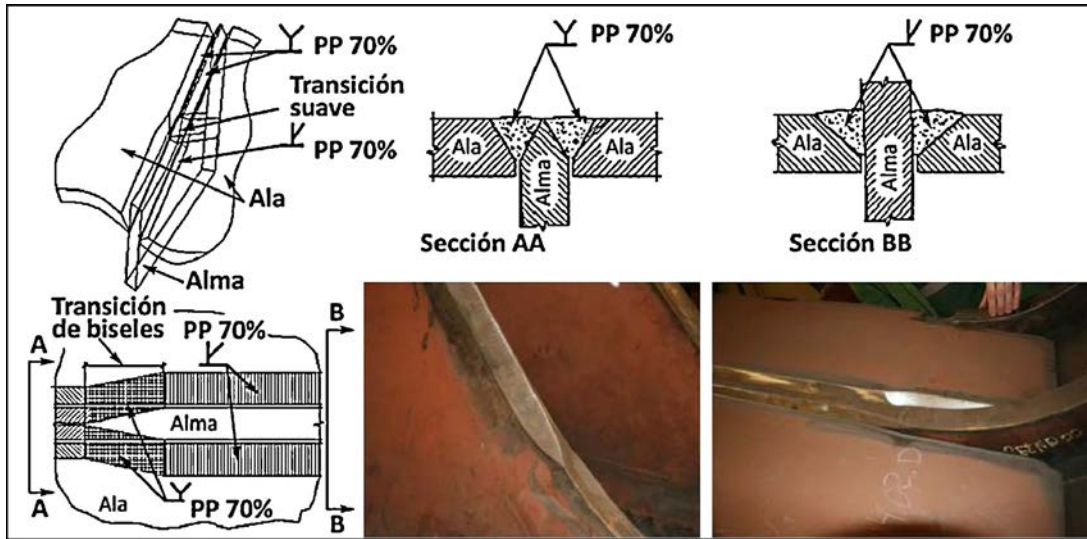 PP 70%
Transición
suave
PP 70%
Ala
Alma
PP 70%
Ala
Ala
Alma
Sección AA
PP 70%
Ala
Ala
Alma
Sección BB
Transición
de biseles
PP 70%
A
B
Alma
A
Ala
PP 70%
B